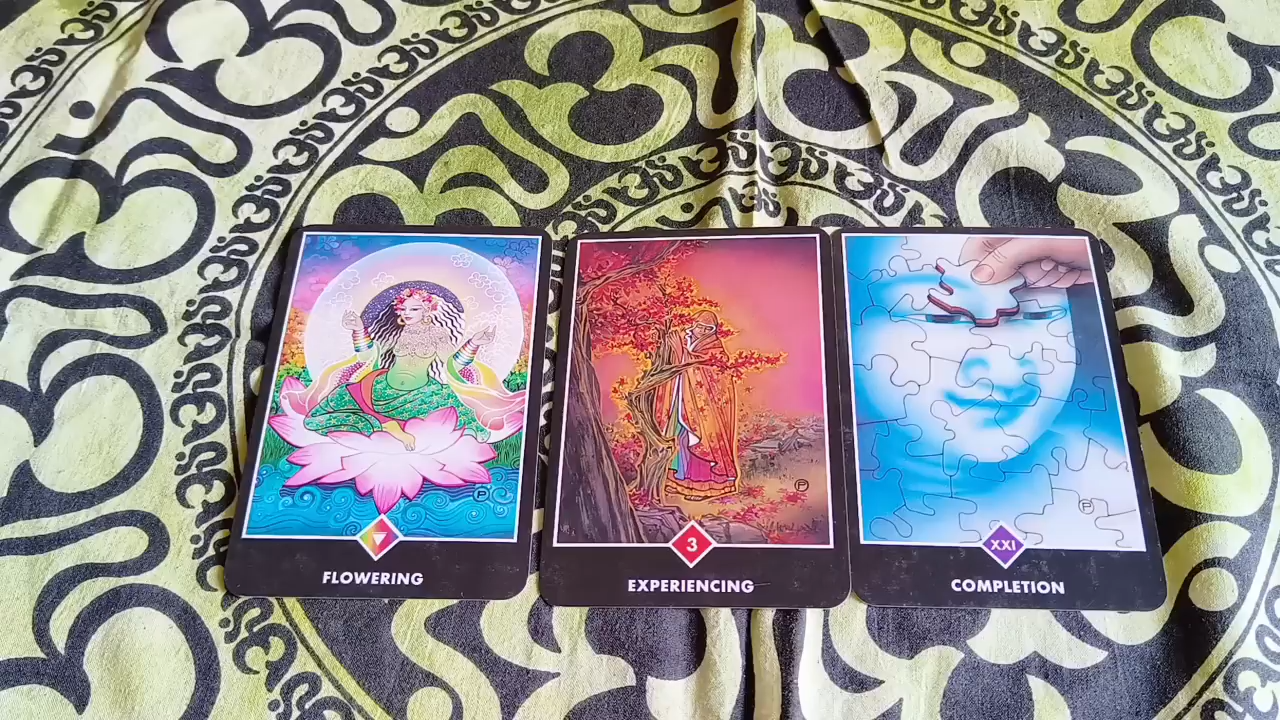 FLOWERING
3
EXPERIENCING
XXI
COMPLETION
ॐ